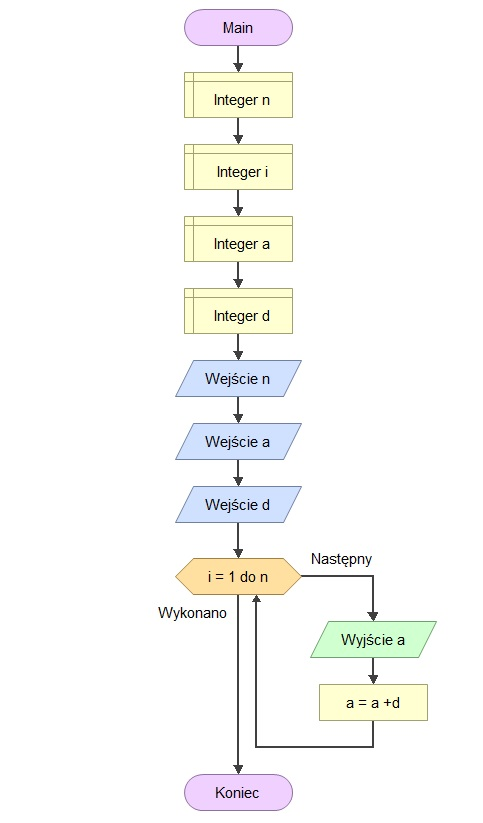 Main
Integer n
Integer i
Integer a
Integer d
Wejście n
Wejście a
Wejście d
i = 1 do n
Następny
Wykonano
Wyjście a
a = a +d
Koniec